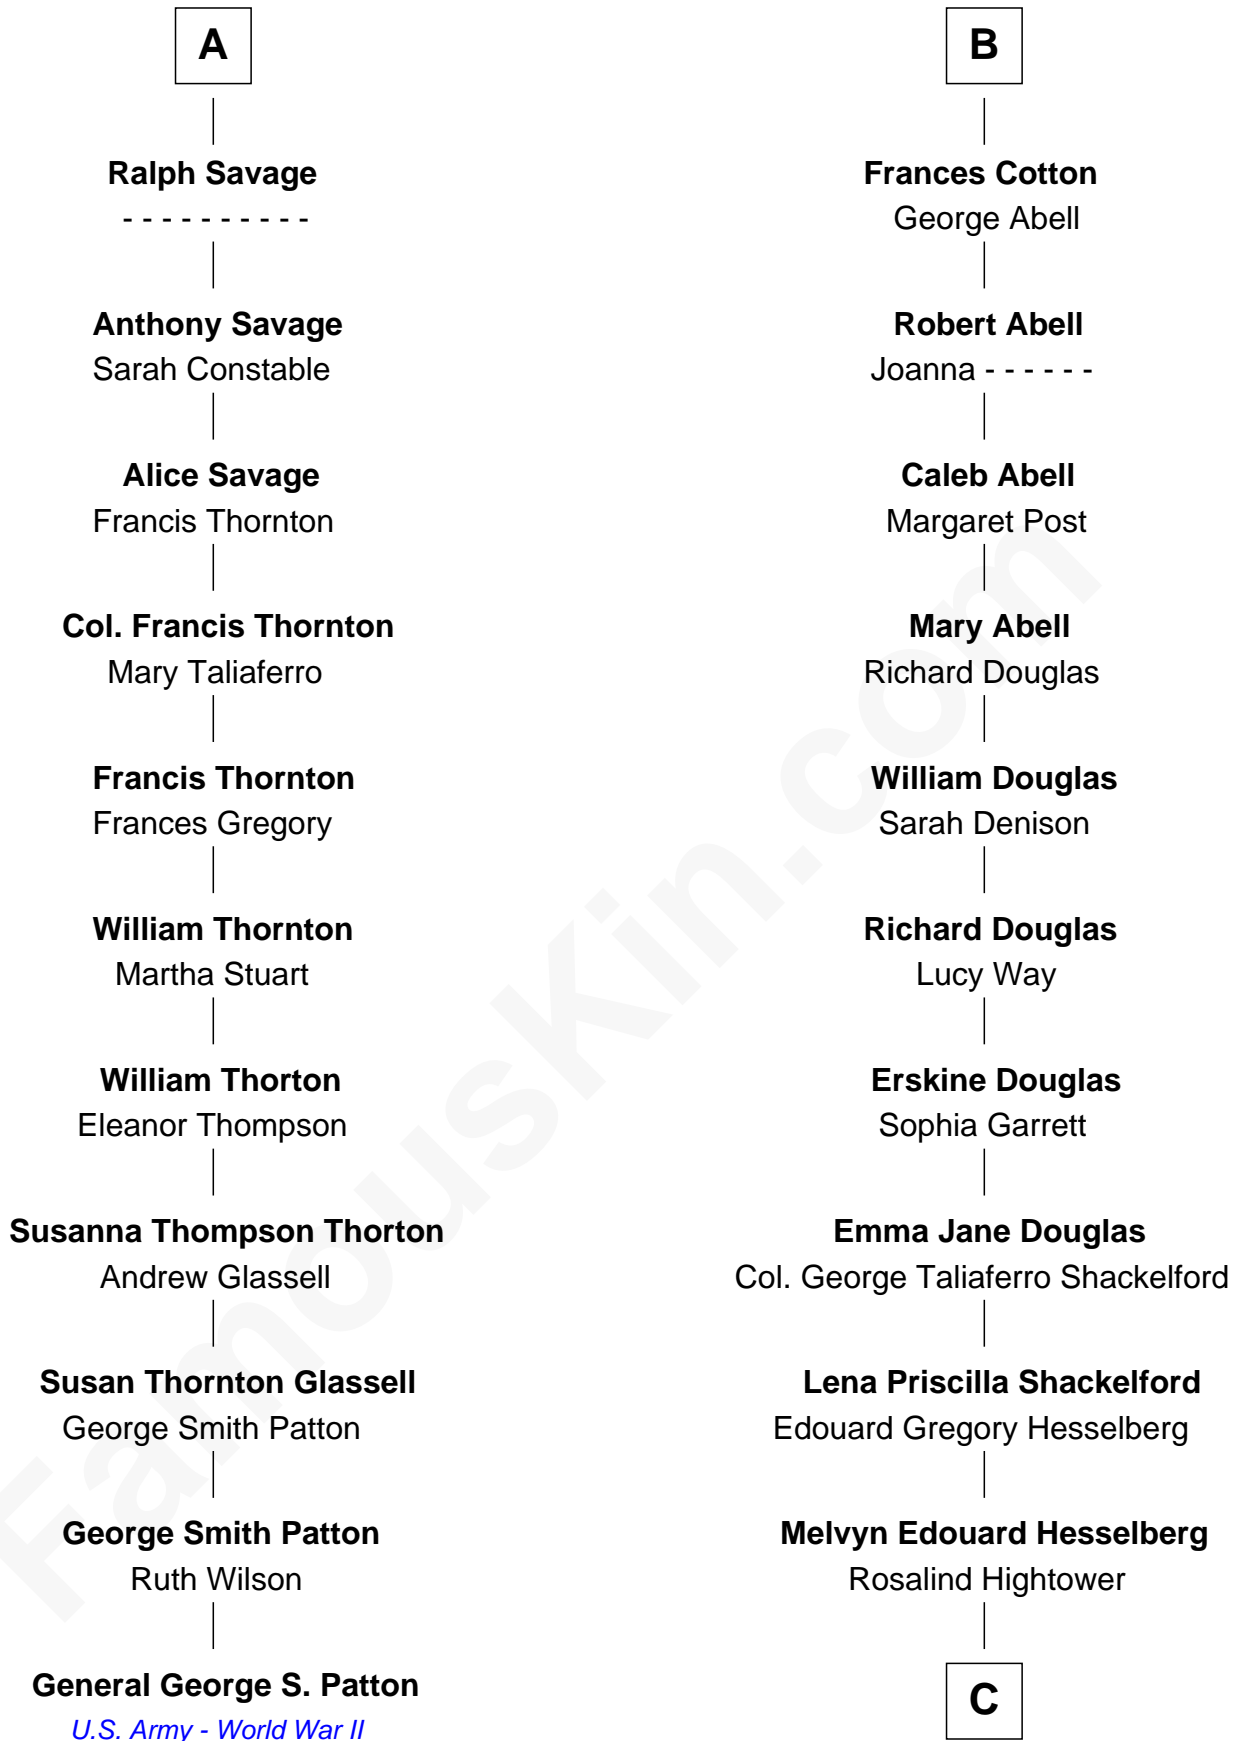 A
Ralph Savage
- - - - - - - - - -
Anthony Savage
Sarah Constable
Alice Savage
Francis Thornton
Col. Francis Thornton
Mary Taliaferro
Francis Thornton
Frances Gregory
William Thornton
Martha Stuart
William Thorton
Eleanor Thompson
Susanna Thompson Thorton
Andrew Glassell
Susan Thornton Glassell
George Smith Patton
George Smith Patton
Ruth Wilson
General George S. Patton
U.S. Army - World War II
B
Frances Cotton
George Abell
Robert Abell
Joanna - - - - - -
Caleb Abell
Margaret Post
Mary Abell
Richard Douglas
William Douglas
Sarah Denison
Richard Douglas
Lucy Way
Erskine Douglas
Sophia Garrett
Emma Jane Douglas
Col. George Taliaferro Shackelford
Lena Priscilla Shackelford
Edouard Gregory Hesselberg
Melvyn Edouard Hesselberg
Rosalind Hightower
C
FamousKin.com